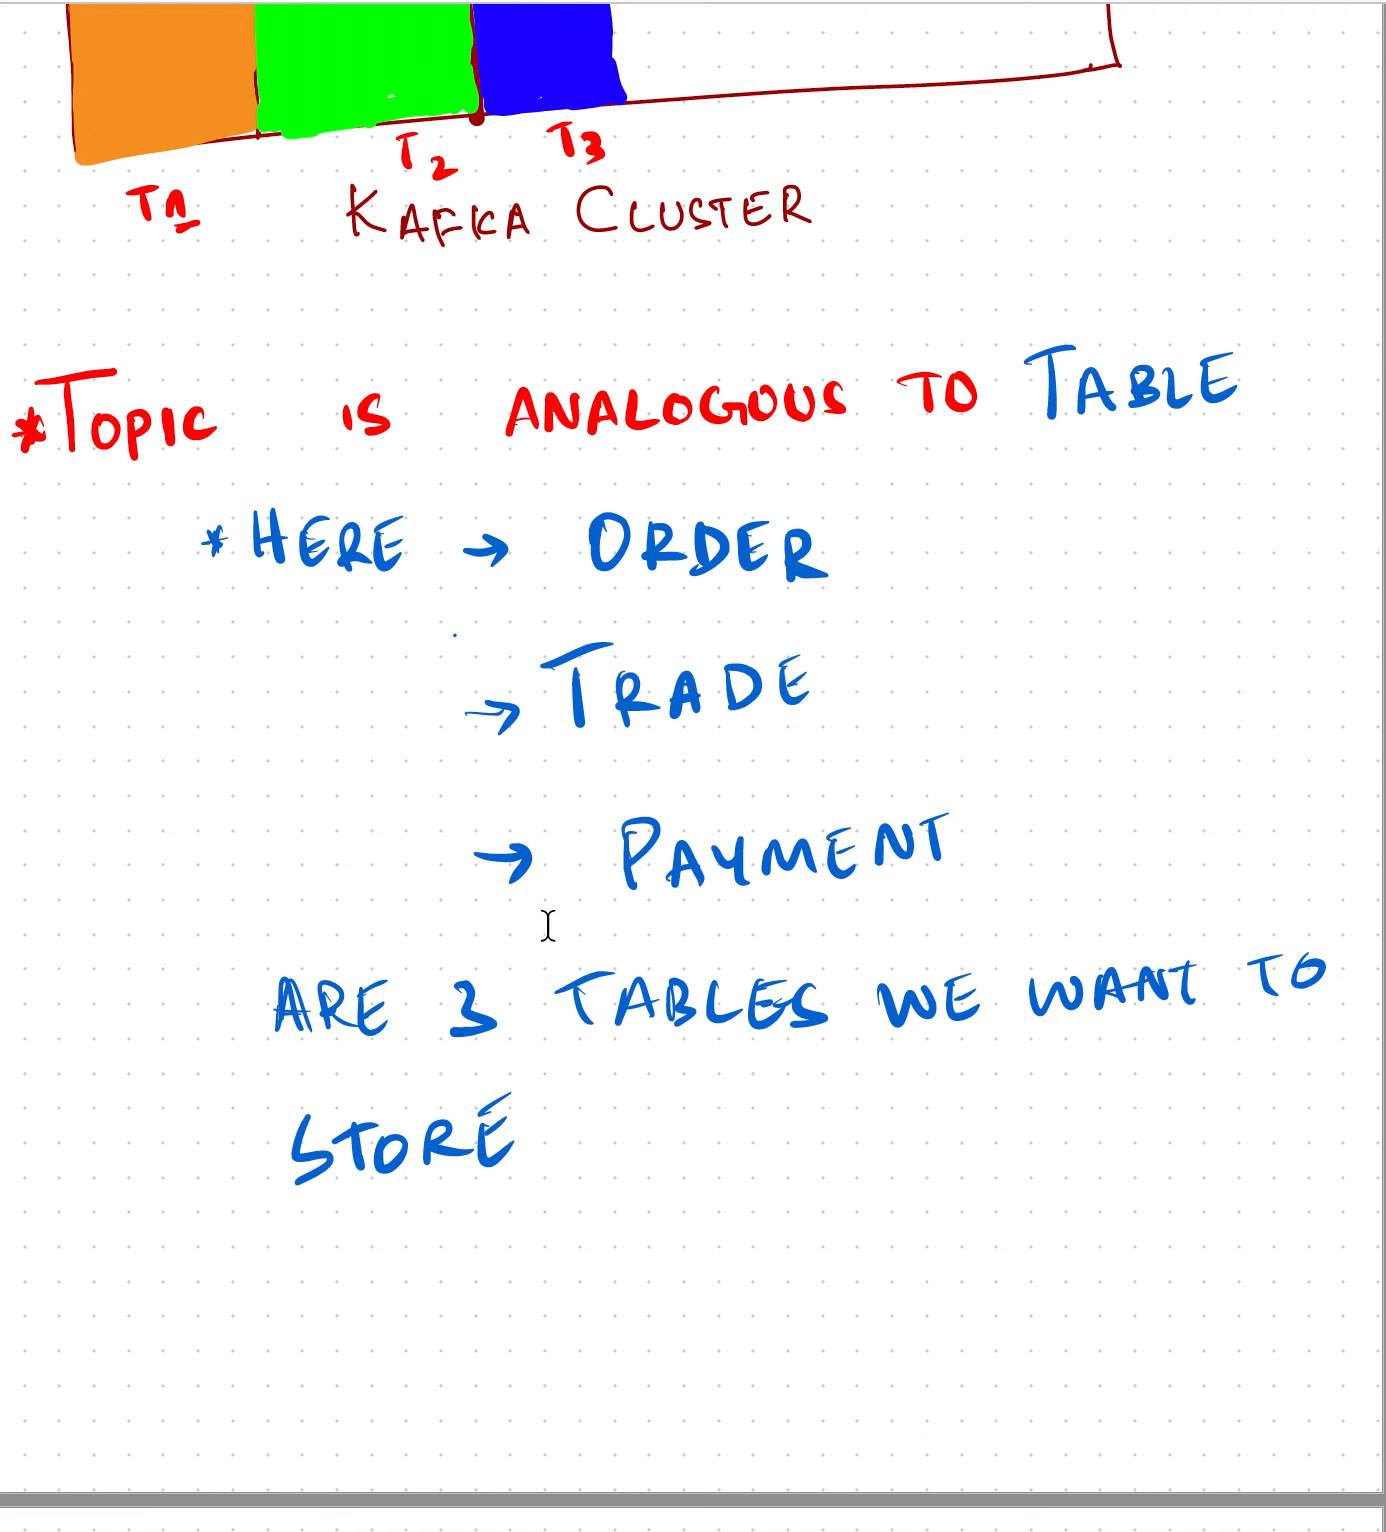 T1
T2
T3
KAFKA CLUSTER
*TOPIC IS ANALOGOUS TO TABLE
*HERE → ORDER
→ TRADE
→ PAYMENT
ARE 3 TABLES WE WANT TO
STORE